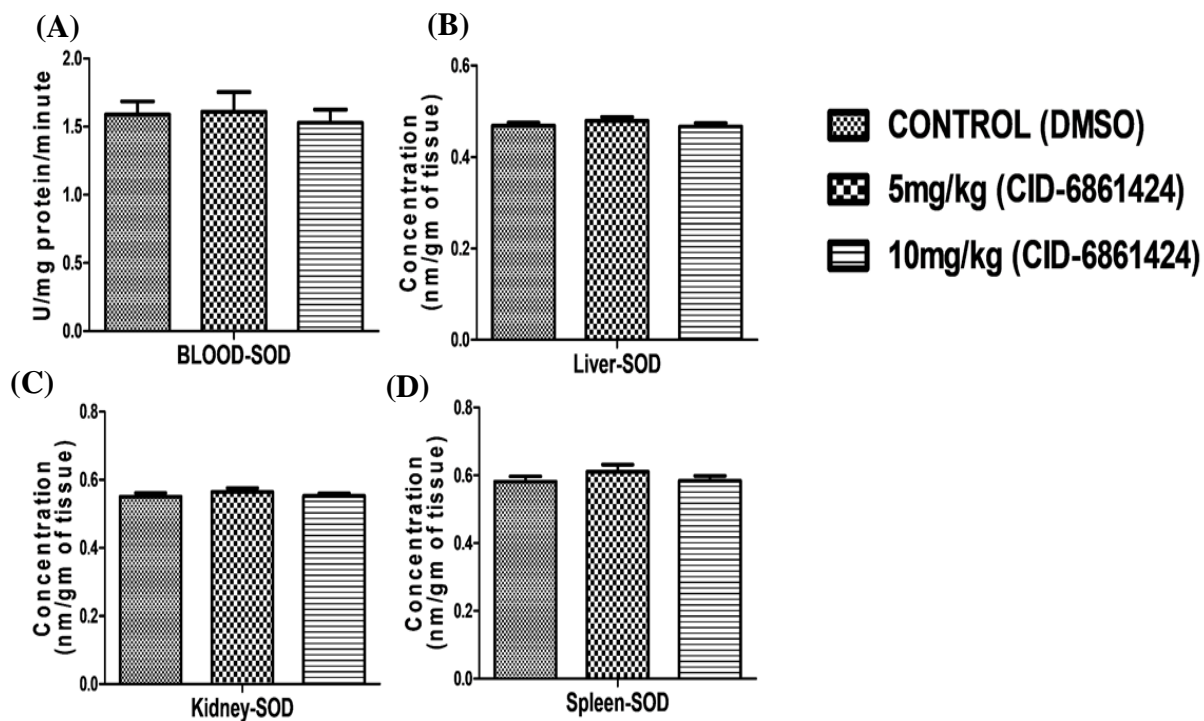 (A)
2.0
1.5
1.0
0.5
0.0
U/mg protein/minute
BLOOD-SOD
(B)
0.6
0.4
0.2
0.0
Concentration
(nm/gm of tissue)
Liver-SOD
CONTROL (DMSO)
5mg/kg (CID-6861424)
10mg/kg (CID-6861424)
(C)
0.8
0.6
0.4
0.2
0.0
Concentration
(nm/gm of tissue)
Kidney-SOD
(D)
0.8
0.6
0.4
0.2
0.0
Concentration
(nm/gm of tissue)
Spleen-SOD